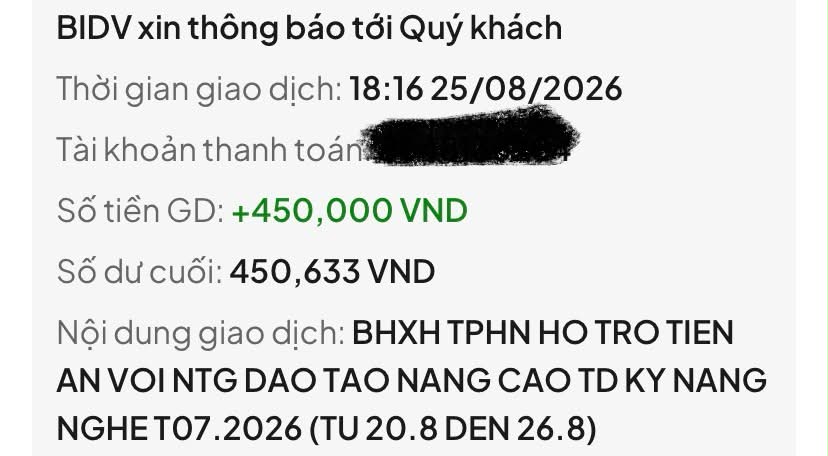 BIDV xin thông báo tới Quý khách
Thời gian giao dịch: 18:16 25/08/2026
Tài khoản thanh toán:
Số tiền GD: +450,000 VND
Số dư cuối: 450,633 VND
Nội dung giao dịch: BHXH TPHN HO TRO TIEN
AN VOI NTG DAO TAO NANG CAO TD KY NANG
NGHE T07.2026 (TU 20.8 DEN 26.8)